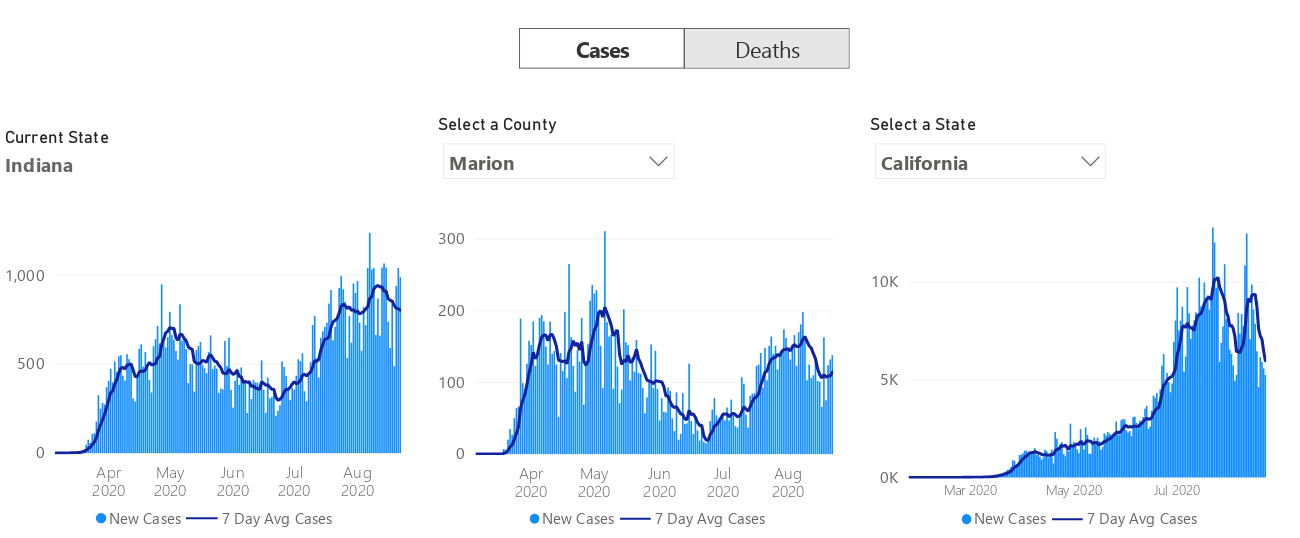 Cases Deaths
Current State
Indiana
Select a County
Marion
Select a State
California
1,000
500
0
Apr 2020
May 2020
Jun 2020
Jul 2020
Aug 2020
New Cases 7 Day Avg Cases
300
200
100
0
Apr 2020
May 2020
Jun 2020
Jul 2020
Aug 2020
New Cases 7 Day Avg Cases
10K
5K
0K
Mar 2020 May 2020 Jul 2020
New Cases 7 Day Avg Cases